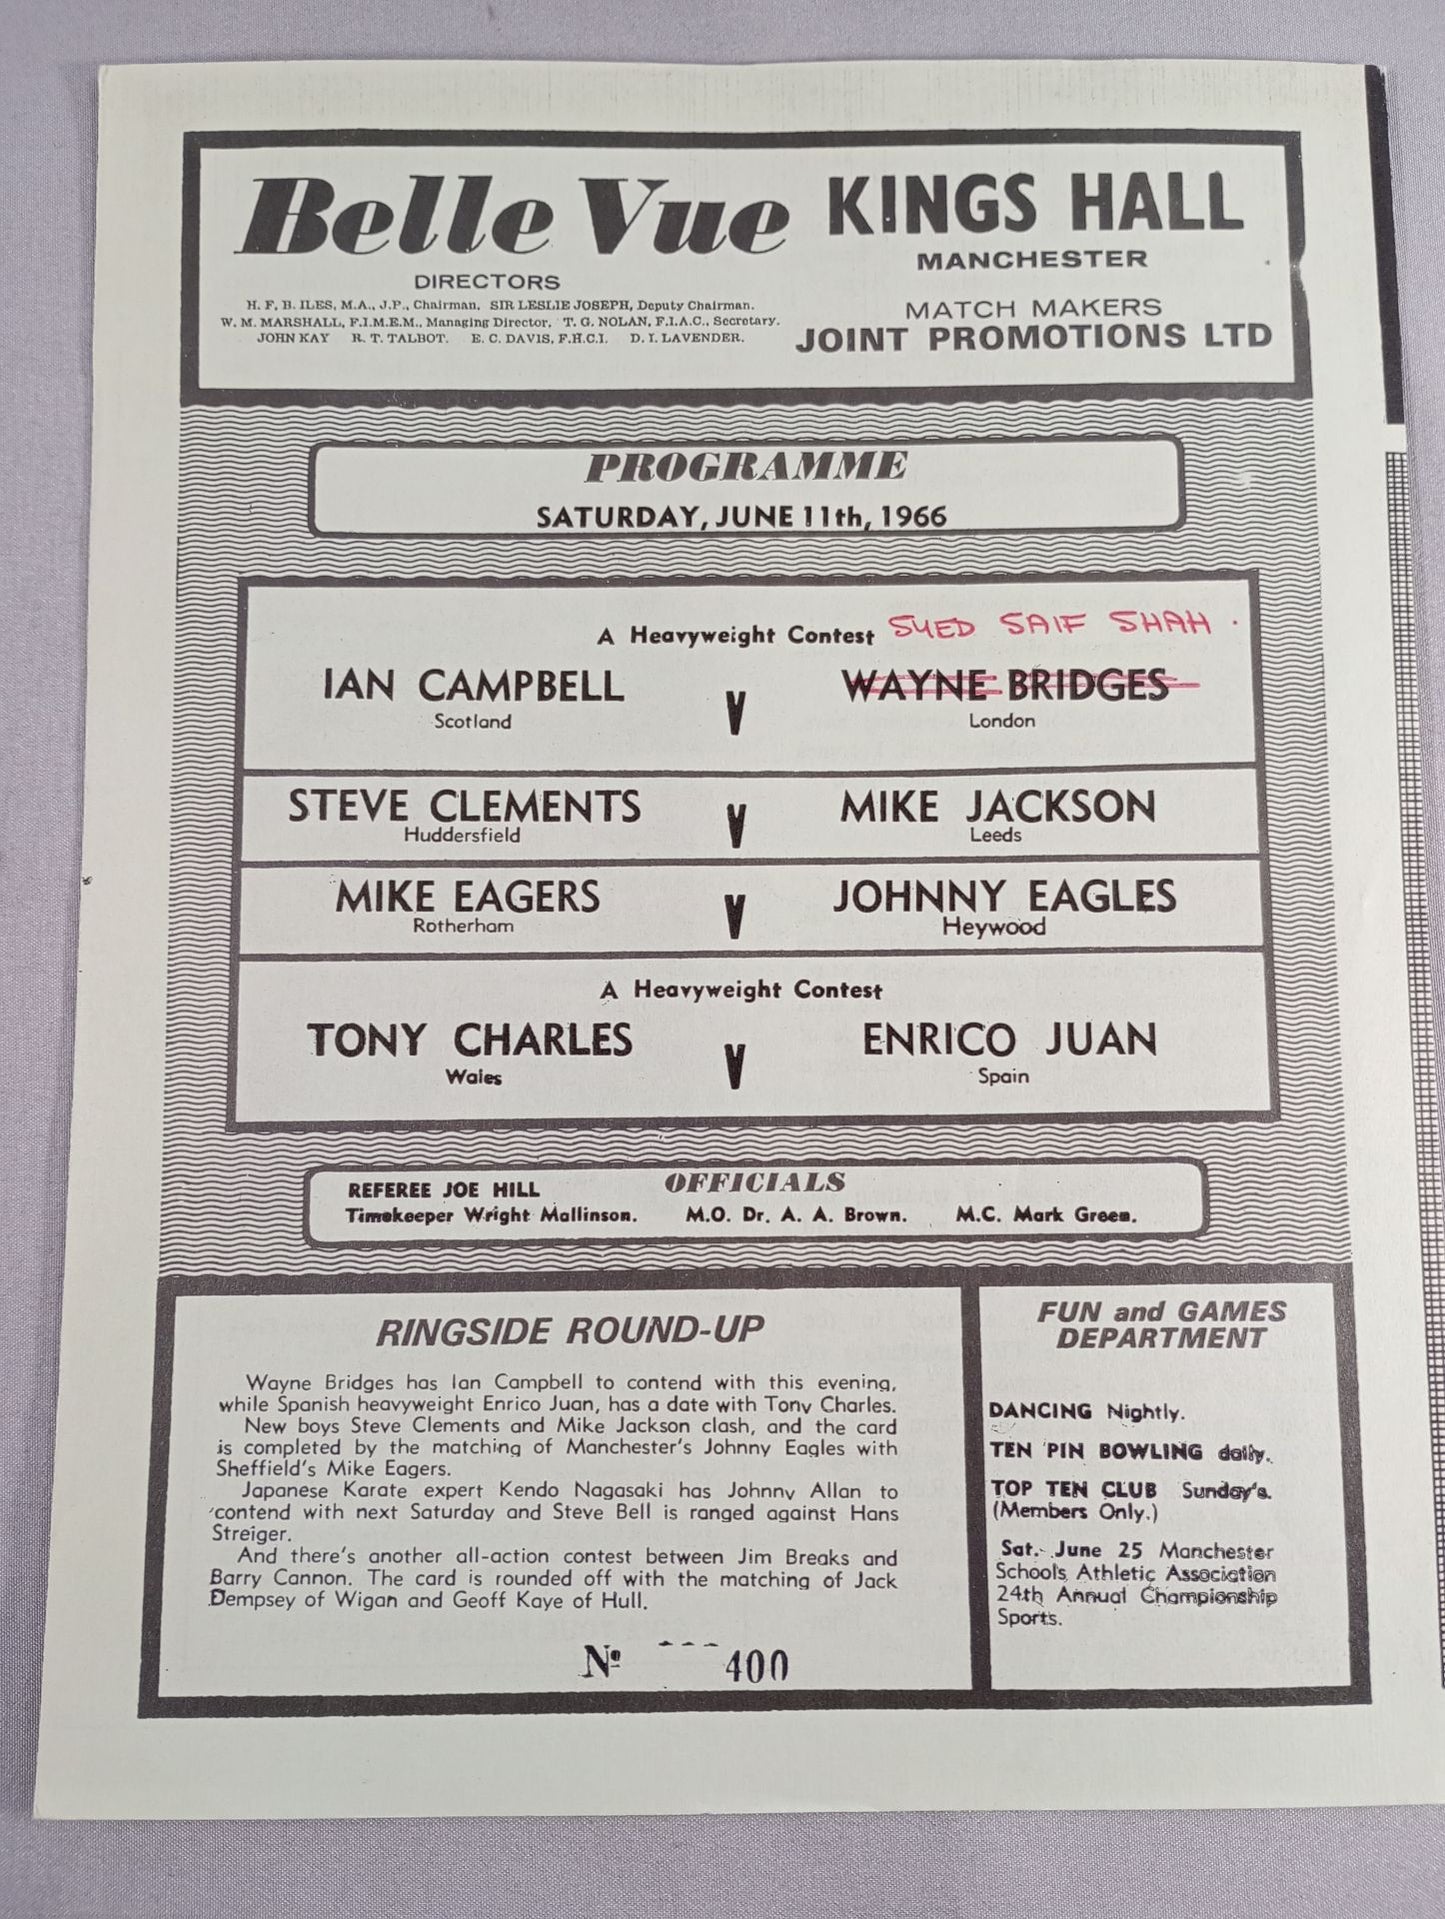 Belle Vue KINGS HALL
MANCHESTER
DIRECTORS
H. F. B. ILES, M.A., J.P., Chairman, SIR LESLIE JOSEPH, Deputy Chairman.
W. M. MARSHALL, F.I.M.E.M., Managing Director, T. G. NOLAN, F.I.A.C., Secretary.
JOHN KAY R. T. TALBOT. E. C. DAVIS, F.H.C.I. D. I. LAVENDER.
MATCH MAKERS
JOINT PROMOTIONS LTD
PROGRAMME
SATURDAY, JUNE 11th, 1966
A Heavyweight Contest SYED SAIF SHAH.
IAN CAMPBELL V WAYNE BRIDGES
Scotland London
STEVE CLEMENTS V MIKE JACKSON
Huddersfield Leeds
MIKE EAGERS V JOHNNY EAGLES
Rotherham Heywood
A Heavyweight Contest
TONY CHARLES V ENRICO JUAN
Wales Spain
OFFICIALS
REFEREE JOE HILL
Timekeeper Wright Mallinson. M.O. Dr. A. A. Brown. M.C. Mark Green.
RINGSIDE ROUND-UP
Wayne Bridges has Ian Campbell to contend with this evening,
while Spanish heavyweight Enrico Juan, has a date with Tony Charles.
New boys Steve Clements and Mike Jackson clash, and the card
is completed by the matching of Manchester's Johnny Eagles with
Sheffield's Mike Eagers.
Japanese Karate expert Kendo Nagasaki has Johnny Allan to
contend with next Saturday and Steve Bell is ranged against Hans
Streiger.
And there's another all-action contest between Jim Breaks and
Barry Cannon. The card is rounded off with the matching of Jack
Dempsey of Wigan and Geoff Kaye of Hull.
Nº 400
FUN and GAMES
DEPARTMENT
DANCING Nightly.
TEN PIN BOWLING daily.
TOP TEN CLUB Sunday's.
(Members Only.)
Sat. June 25 Manchester
Schools Athletic Association
24th Annual Championship
Sports.